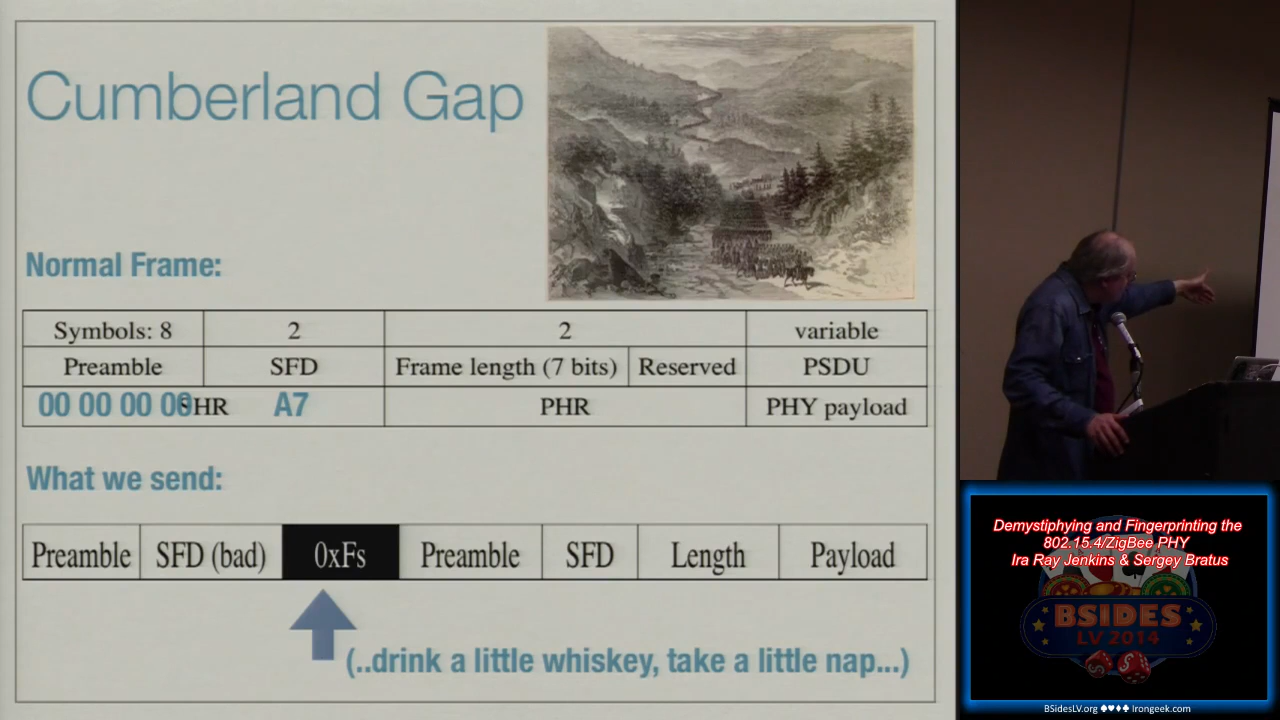 Cumberland Gap
Normal Frame:
Symbols: 8 2 2 variable
Preamble SFD Frame length (7 bits) Reserved PSDU
00 00 00 00 SHR A7 PHR PHY payload
What we send:
Preamble SFD (bad) 0xFs Preamble SFD Length Payload
(..drink a little whiskey, take a little nap...)
Demystiphying and Fingerprinting the
802.15.4/ZigBee PHY
Ira Ray Jenkins & Sergey Bratus
BSIDES
LV 2014
BSidesLV.org ♠♥♦♣ Irongeek.com